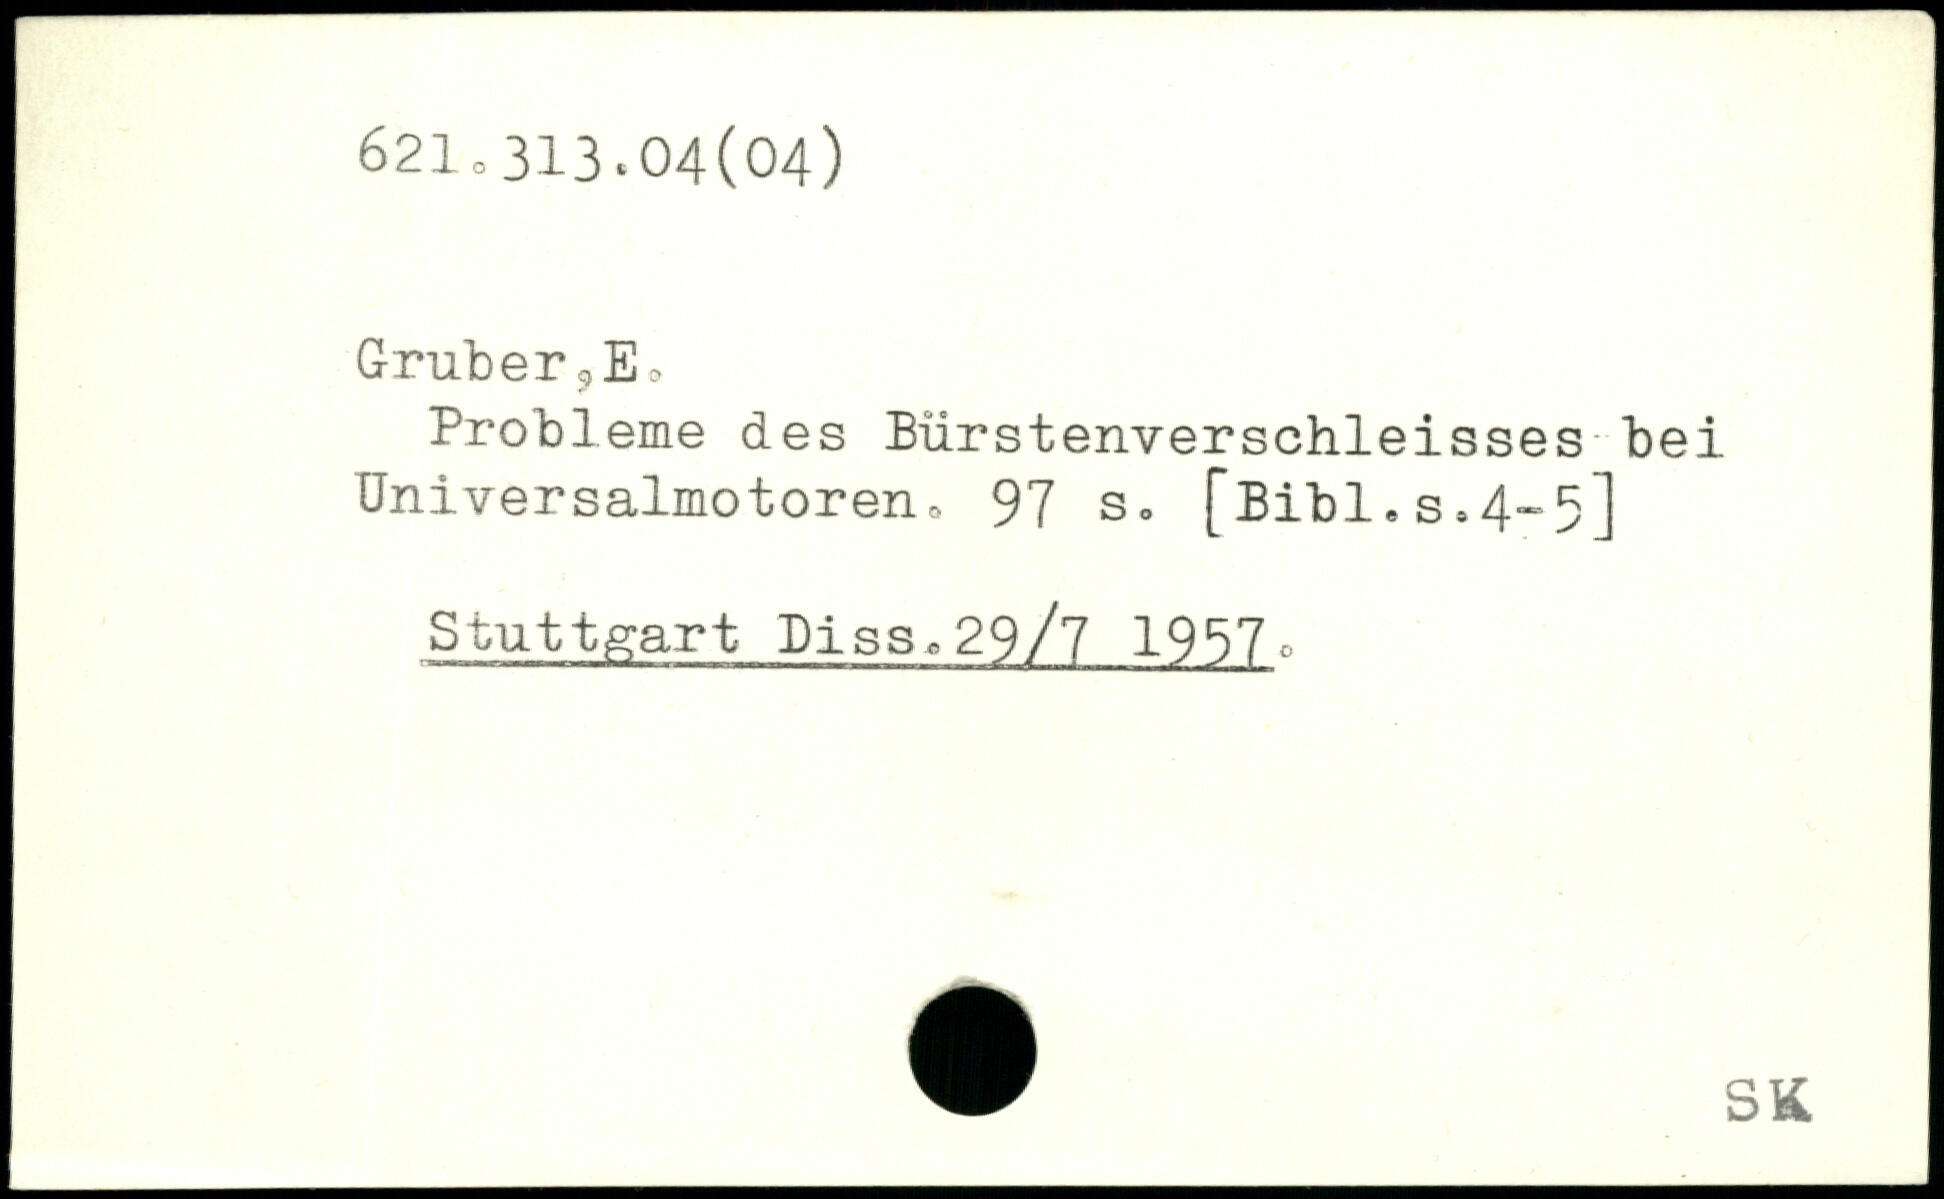 621.313.04(04)
Gruber,E.
Probleme des Bürstenverschleisses bei
Universalmotoren. 97 s. [Bibl.s.4-5]
Stuttgart Diss.29/7 1957.
SK